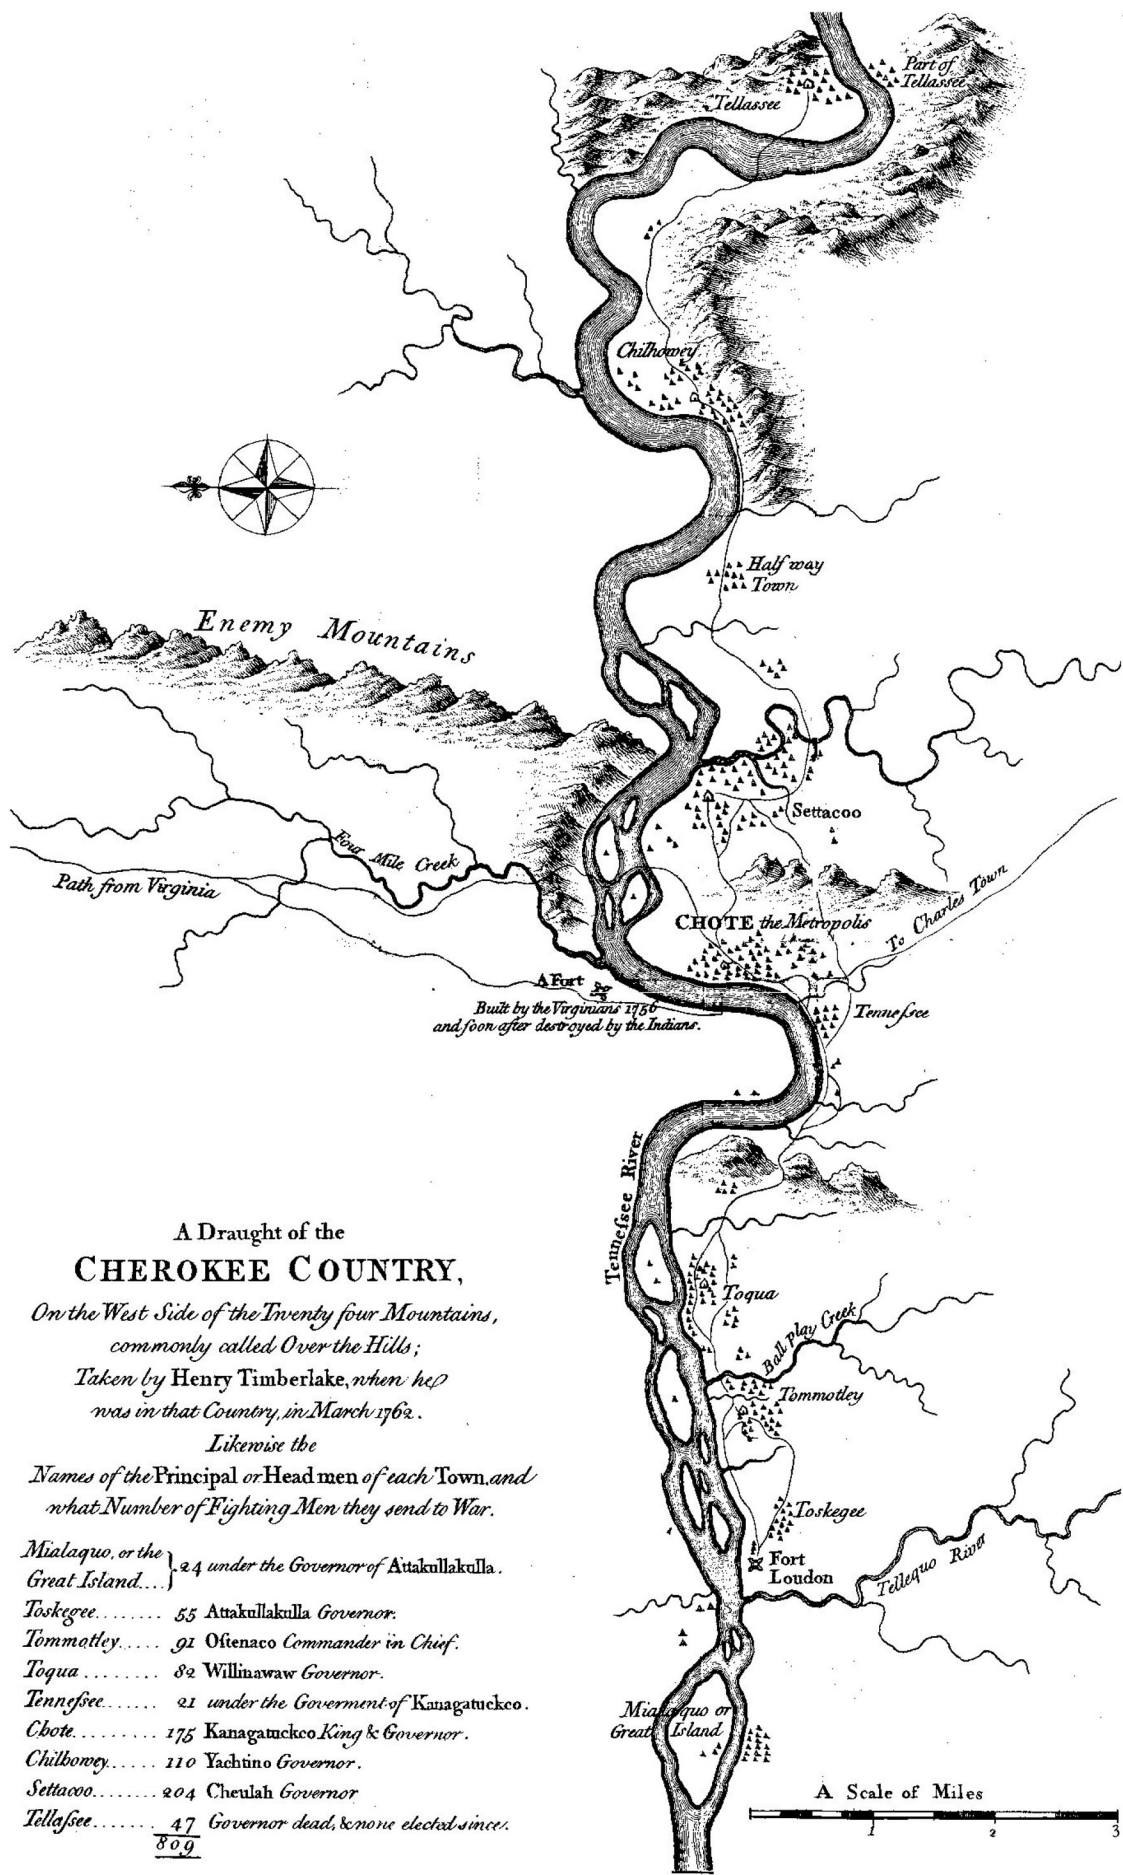 Part of
Tellassee
Tellassee
Chilhowey
Half way
Town
Enemy Mountains
Settacoo
Four Mile Creek
Path from Virginia
CHOTE the Metropolis
To Charles Town
A Fort
Built by the Virginians 1756
and ſoon after destroyed by the Indians.
Tenneſsee
Tenneſsee River
Toqua
Ball play Creek
Tommotley
Toskegee
Fort
Loudon
Tellequo River
Mialaquo or
Great Island
A Draught of the
CHEROKEE COUNTRY,
On the West Side of the Twenty four Mountains,
commonly called Over the Hills;
Taken by Henry Timberlake, when he
was in that Country, in March 1762.
Likewise the
Names of the Principal or Head men of each Town, and
what Number of Fighting Men they send to War.
Mialaquo, or the
Great Island.... } .24 under the Governor of Attakullakulla.
Toskegee........ 55 Attakullakulla Governor.
Tommotley..... 91 Oſtenaco Commander in Chief.
Toqua ........ 82 Willinawaw Governor.
Tenneſsee....... 21 under the Goverment of Kanagatuckco.
Chote.......... 175 Kanagatuckco King & Governor.
Chilhowey...... 110 Yachtino Governor.
Settacoo........ 204 Cheulah Governor
Tellaſsee....... 47 Governor dead, & none elected since.
809
A Scale of Miles
1 2 3